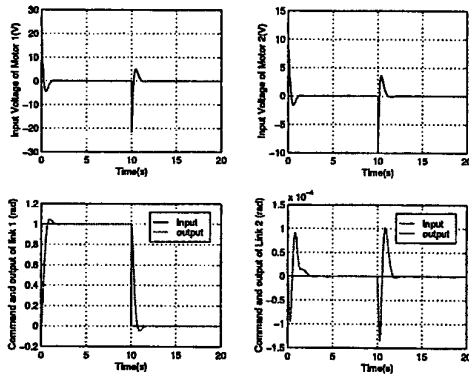 Input Voltage of Motor 1(V)
30
20
10
0
-10
-20
-30
0 5 10 15 20
Time(s)
Input Voltage of Motor 2(V)
15
10
5
0
-5
-10
0 5 10 15 20
Time(s)
Command and output of link 1 (rad)
1.2
1
0.8
0.6
0.4
0.2
0
-0.2
0 5 10 15 20
Time(s)
Input
output
Command and output of Link 2 (rad)
x 10-4
1.5
1
0.5
0
-0.5
-1
-1.5
0 5 10 15 20
Time(s)
Input
output